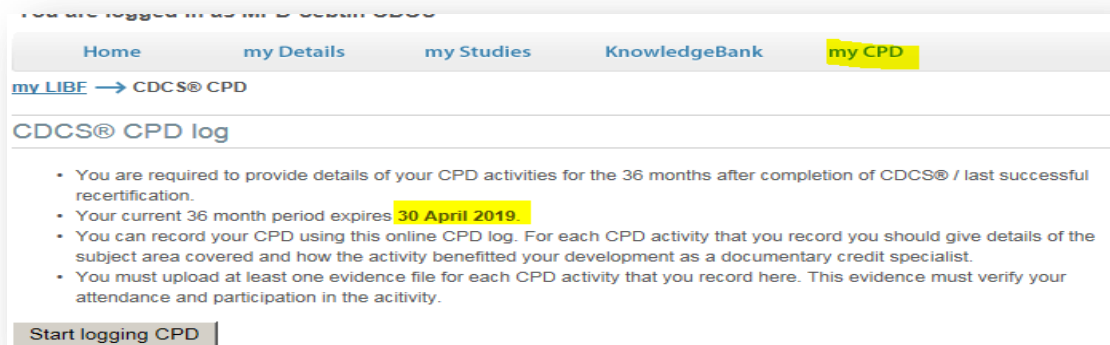 Home my Details my Studies KnowledgeBank my CPD
my LIBF → CDCS® CPD
CDCS® CPD log
• You are required to provide details of your CPD activities for the 36 months after completion of CDCS® / last successful
recertification.
• Your current 36 month period expires 30 April 2019.
• You can record your CPD using this online CPD log. For each CPD activity that you record you should give details of the
subject area covered and how the activity benefitted your development as a documentary credit specialist.
• You must upload at least one evidence file for each CPD activity that you record here. This evidence must verify your
attendance and participation in the acitivity.
Start logging CPD